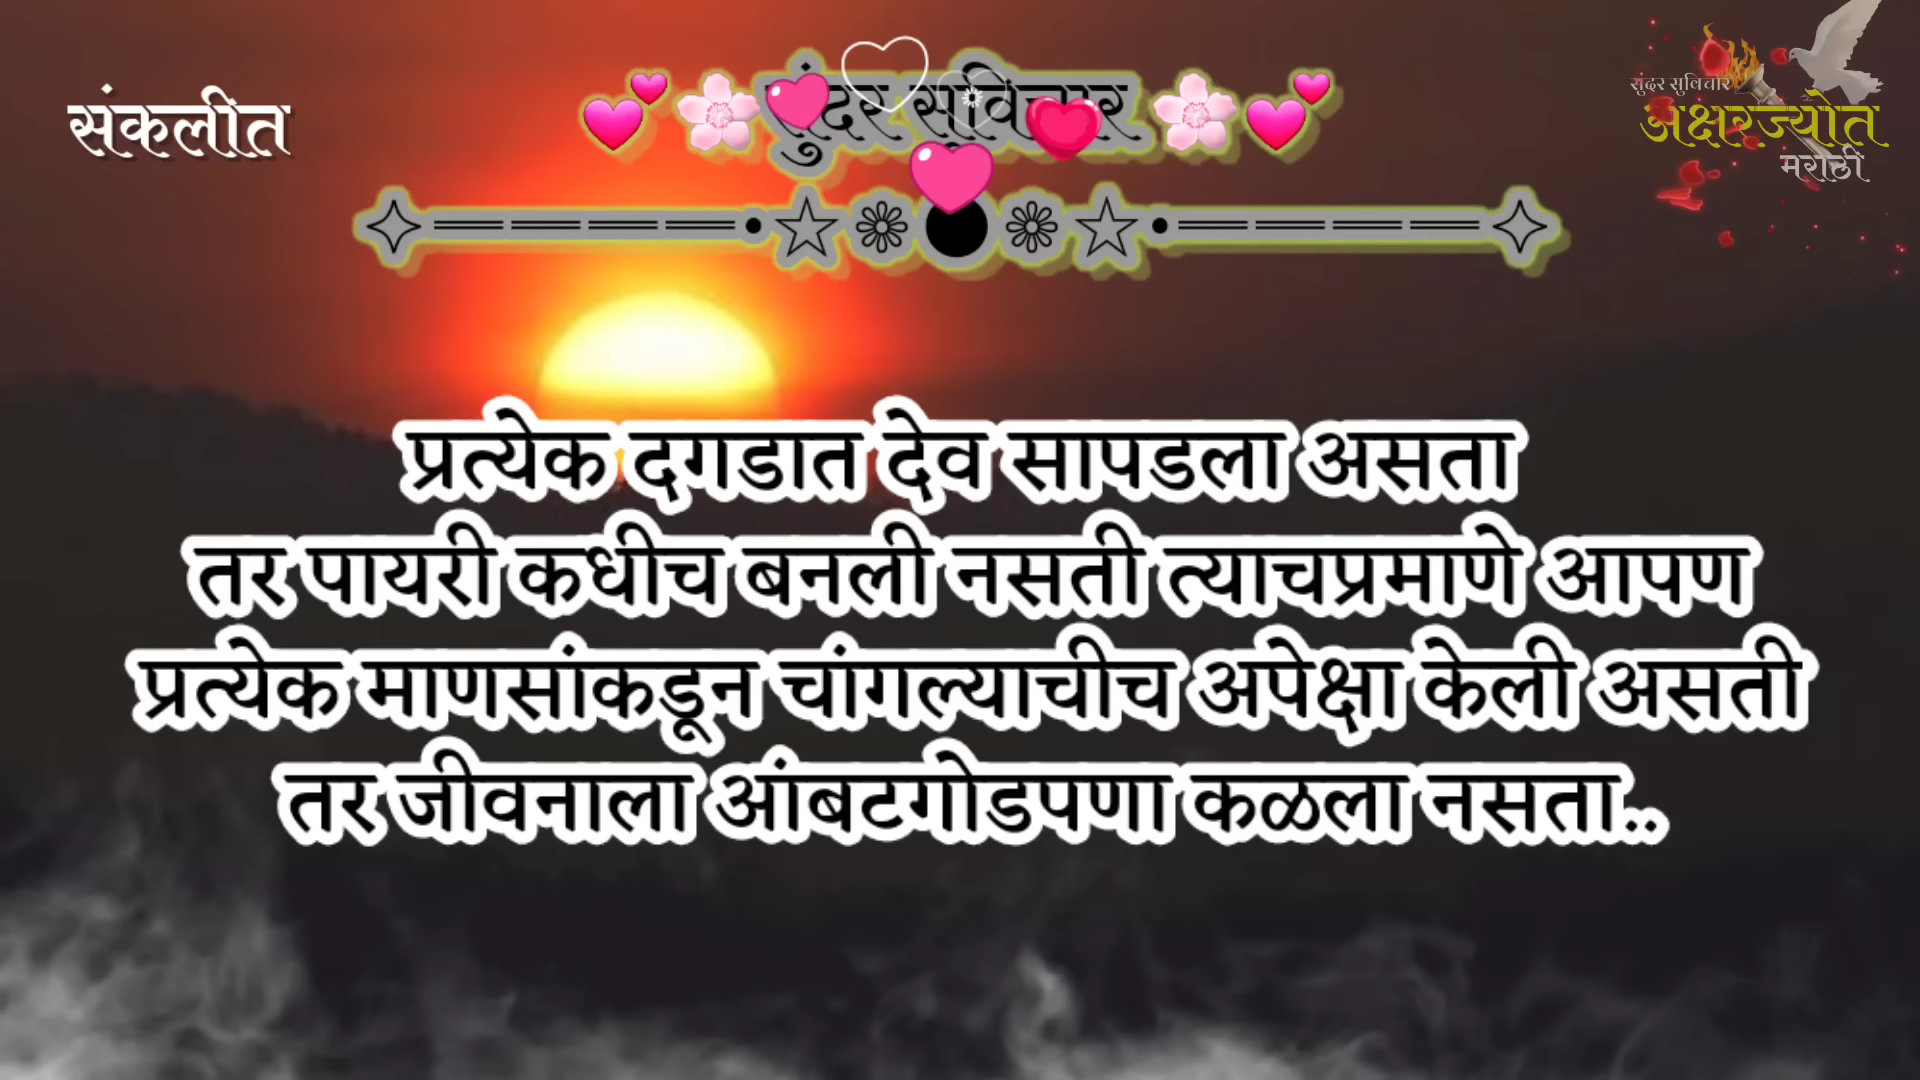 संकलीत
💕🌸सुंदर सुविचार🌸💕
सुंदर सुविचार
अक्षरज्योत
मराठी
प्रत्येक दगडात देव सापडला असता
तर पायरी कधीच बनली नसती त्याचप्रमाणे आपण
प्रत्येक माणसांकडून चांगल्याचीच अपेक्षा केली असती
तर जीवनाला आंबटगोडपणा कळला नसता..